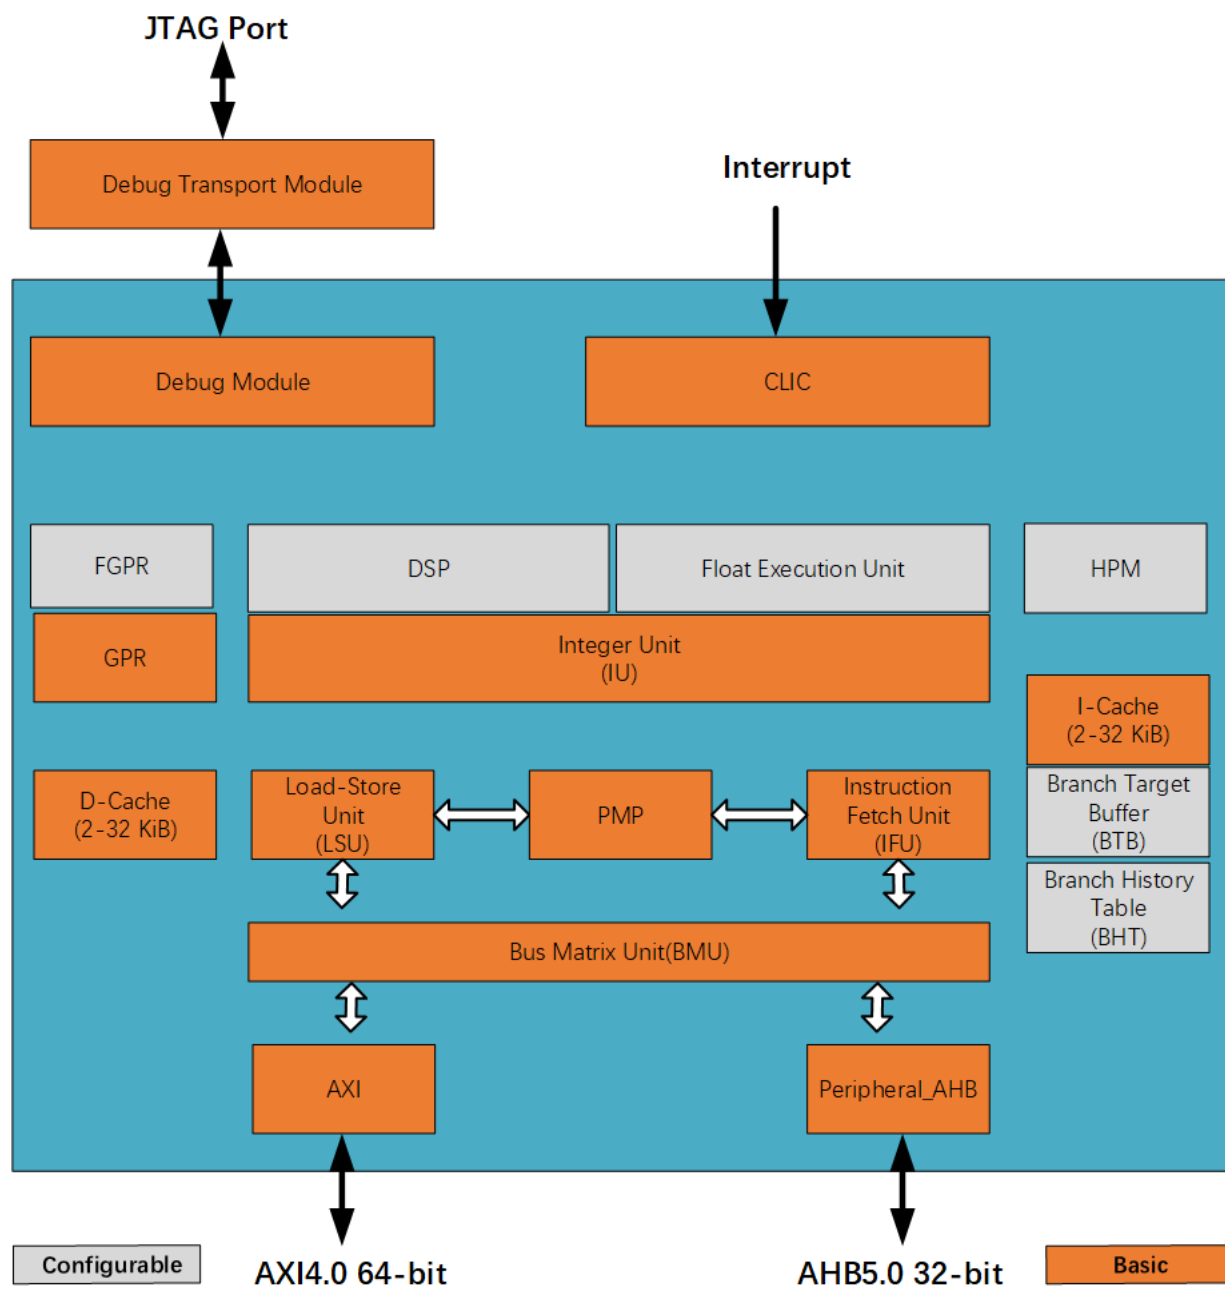 JTAG Port
Debug Transport Module
Interrupt
Debug Module
CLIC
FGPR
DSP
Float Execution Unit
HPM
GPR
Integer Unit
(IU)
I-Cache
(2-32 KiB)
D-Cache
(2-32 KiB)
Load-Store
Unit
(LSU)
PMP
Instruction
Fetch Unit
(IFU)
Branch Target
Buffer
(BTB)
Branch History
Table
(BHT)
Bus Matrix Unit(BMU)
AXI
Peripheral_AHB
Configurable
AXI4.0 64-bit
AHB5.0 32-bit
Basic